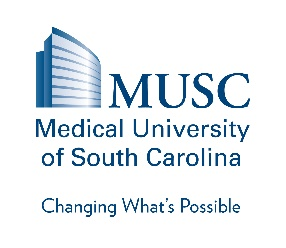 MUSC
Medical University
of South Carolina
Changing What's Possible